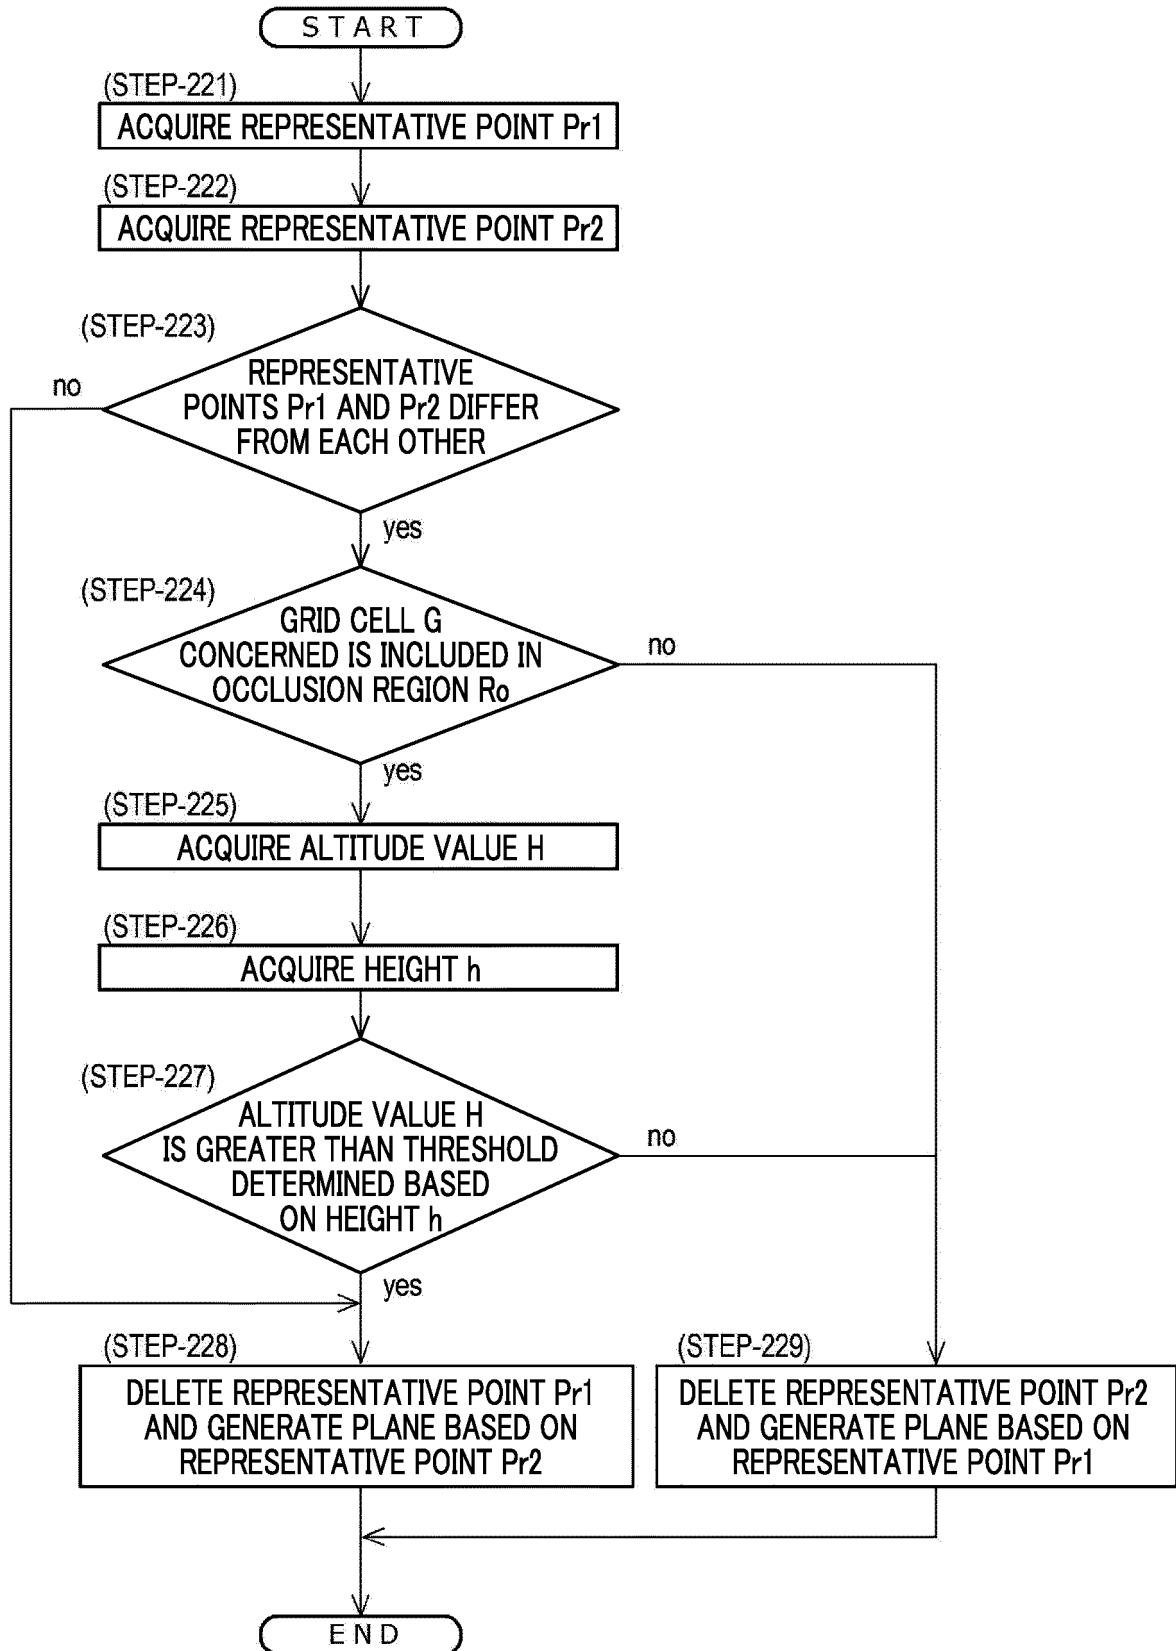 START
(STEP-221)
ACQUIRE REPRESENTATIVE POINT Pr1
(STEP-222)
ACQUIRE REPRESENTATIVE POINT Pr2
(STEP-223)
REPRESENTATIVE
POINTS Pr1 AND Pr2 DIFFER
FROM EACH OTHER
no
yes
(STEP-224)
GRID CELL G
CONCERNED IS INCLUDED IN
OCCLUSION REGION Ro
no
yes
(STEP-225)
ACQUIRE ALTITUDE VALUE H
(STEP-226)
ACQUIRE HEIGHT h
(STEP-227)
ALTITUDE VALUE H
IS GREATER THAN THRESHOLD
DETERMINED BASED
ON HEIGHT h
no
yes
(STEP-228)
DELETE REPRESENTATIVE POINT Pr1
AND GENERATE PLANE BASED ON
REPRESENTATIVE POINT Pr2
(STEP-229)
DELETE REPRESENTATIVE POINT Pr2
AND GENERATE PLANE BASED ON
REPRESENTATIVE POINT Pr1
END